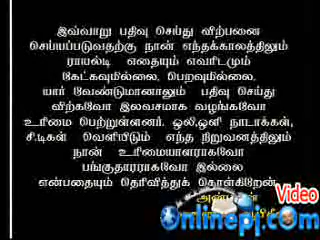 இவ்வாறு பதிவு செய்து விற்பனை
செய்யப்படுவதற்கு நான் எந்தக்காலத்திலும்
ராயல்டி எதையும் எவரிடமும்
கேட்கவுமில்லை, பெறவுமில்லை.
யார் வேண்டுமானாலும் பதிவு செய்து
விற்கவோ இலவசமாக வழங்கவோ
உரிமை பெற்றுள்ளனர். ஒலி,ஒளி நாடாக்கள்,
சி.டிகள் வெளியிடும் எந்த நிறுவனத்திலும்
நான் உரிமையாளராகவோ
பங்குதாரராகவோ இல்லை
என்பதையும் தெரிவித்துக் கொள்கிறேன்.
Video
Onlinepj.com